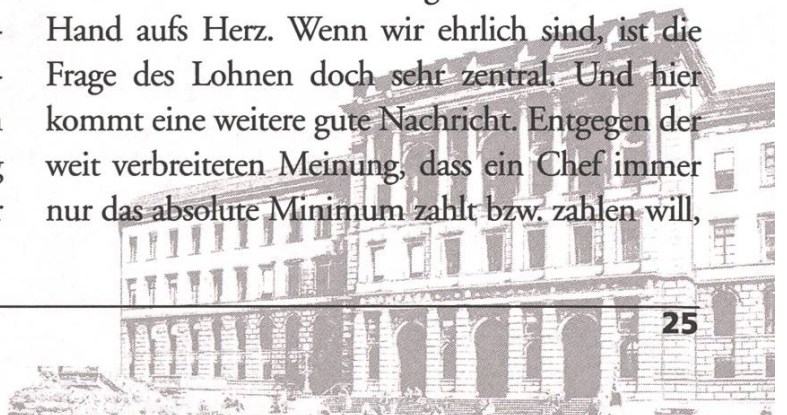 Hand aufs Herz. Wenn wir ehrlich sind, ist die
Frage des Lohnen doch sehr zentral. Und hier
kommt eine weitere gute Nachricht. Entgegen der
weit verbreiteten Meinung, dass ein Chef immer
nur das absolute Minimum zahlt bzw. zahlen will,
25